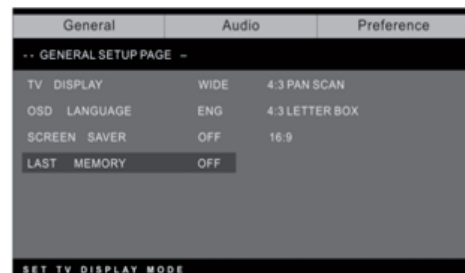 General Audio Preference
-- GENERAL SETUP PAGE –
TV DISPLAY WIDE 4:3 PAN SCAN
OSD LANGUAGE ENG 4:3 LETTER BOX
SCREEN SAVER OFF 16:9
LAST MEMORY OFF
SET TV DISPLAY MODE